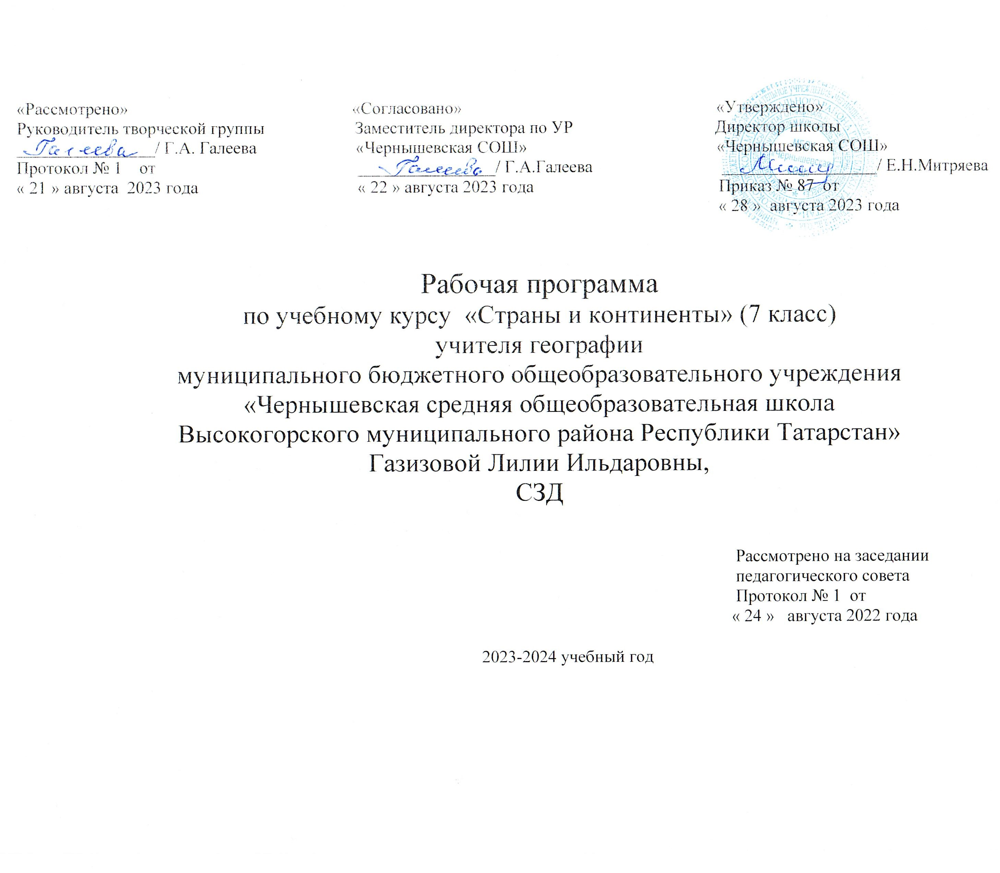 «Рассмотрено»
Руководитель творческой группы
Галеева / Г.А. Галеева
Протокол № 1 от
« 21 » августа 2023 года
«Согласовано»
Заместитель директора по УР
«Чернышевская СОШ»
Галеева / Г.А.Галеева
« 22 » августа 2023 года
«Утверждено»
Директор школы
«Чернышевская СОШ»
/ Е.Н.Митряева
Приказ № 87 от
« 28 » августа 2023 года
Рабочая программа
по учебному курсу «Страны и континенты» (7 класс)
учителя географии
муниципального бюджетного общеобразовательного учреждения
«Чернышевская средняя общеобразовательная школа
Высокогорского муниципального района Республики Татарстан»
Газизовой Лилии Ильдаровны,
СЗД
Рассмотрено на заседании
педагогического совета
Протокол № 1 от
« 24 » августа 2022 года
2023-2024 учебный год